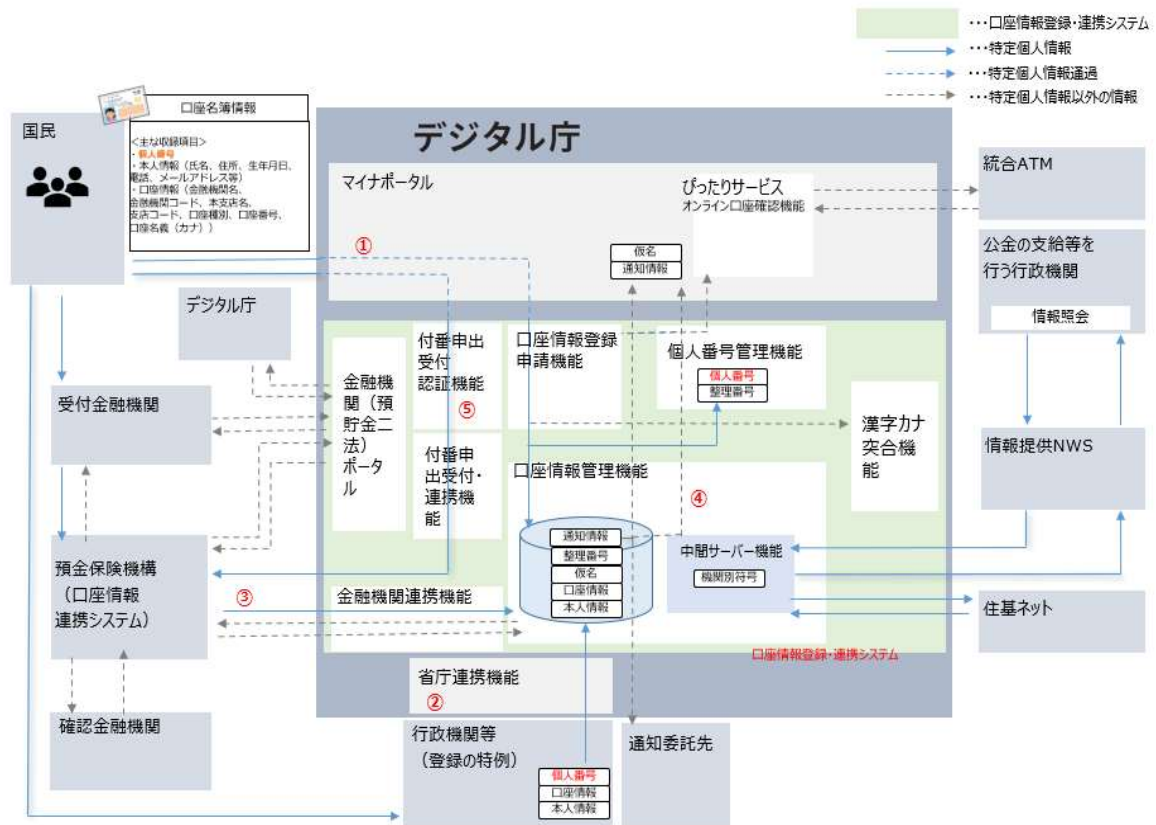 ・・・口座情報登録・連携システム
・・・特定個人情報
・・・特定個人情報通過
・・・特定個人情報以外の情報
国民
口座名簿情報
＜主な収録項目＞
・個人番号
・本人情報（氏名、住所、生年月日、
電話、メールアドレス等）
・口座情報（金融機関名、
金融機関コード、本支店名、
支店コード、口座種別、口座番号、
口座名義（カナ））
デジタル庁
マイナポータル
ぴったりサービス
オンライン口座確認機能
仮名
通知情報
①
統合ATM
公金の支給等を
行う行政機関
情報照会
デジタル庁
受付金融機関
金融機
関（預
貯金二
法）
ポータ
ル
付番申出
受付
認証機能
⑤
口座情報登録
申請機能
個人番号管理機能
個人番号
整理番号
漢字カナ
突合機
能
情報提供NWS
付番申
出受付・
連携機
能
口座情報管理機能
④
通知情報
整理番号
仮名
口座情報
本人情報
中間サーバー機能
機関別符号
預金保険機構
（口座情報
連携システム）
③
金融機関連携機能
住基ネット
口座情報登録・連携システム
省庁連携機能
②
確認金融機関
行政機関等
（登録の特例）
個人番号
口座情報
本人情報
通知委託先